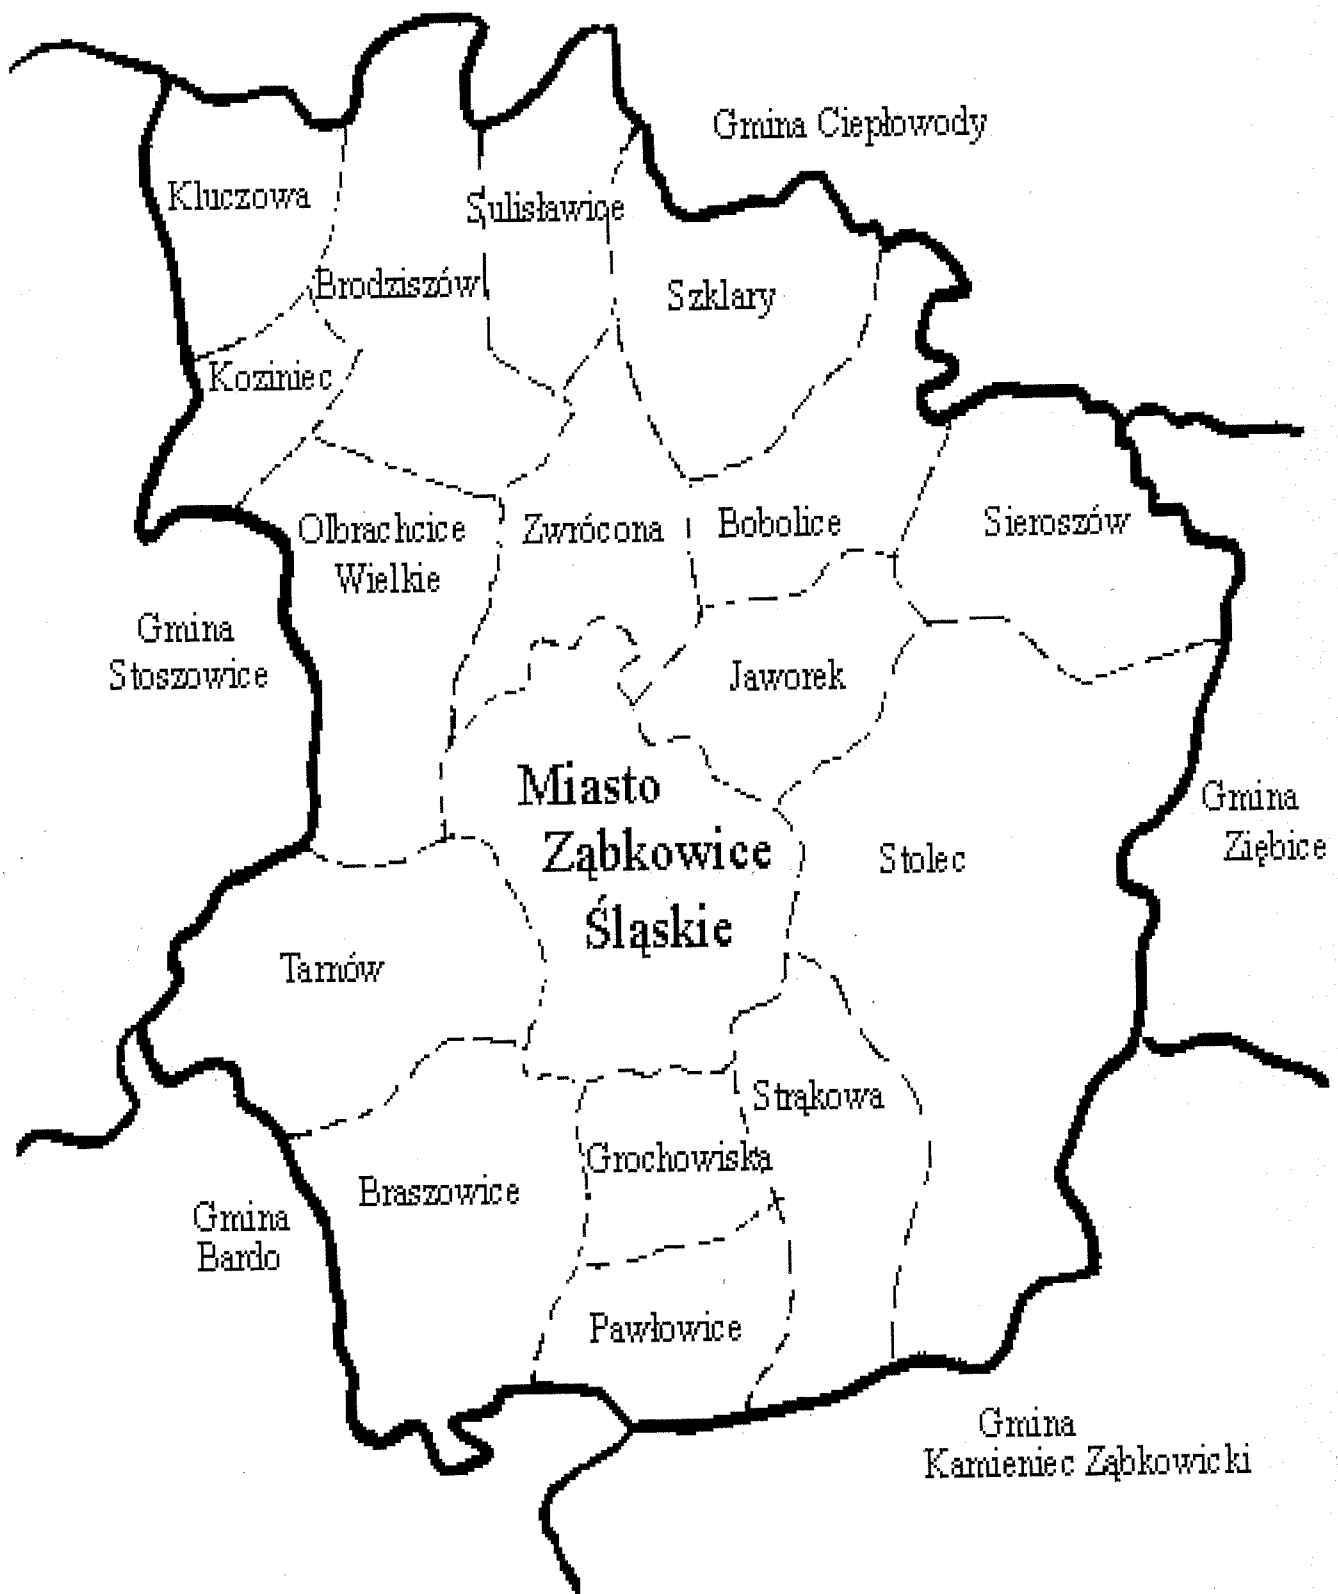 Gmina Ciepłowody
Kluczowa
Sulisławice
Brodziszów
Szklary
Koziniec
Olbrachcice
Wielkie
Zwrócona
Bobolice
Sieroszów
Gmina
Stoszowice
Jaworek
Miasto
Ząbkowice
Śląskie
Gmina
Ziębice
Stolec
Tarnów
Strąkowa
Grochowiska
Braszowice
Gmina
Bardo
Pawłowice
Gmina
Kamieniec Ząbkowicki